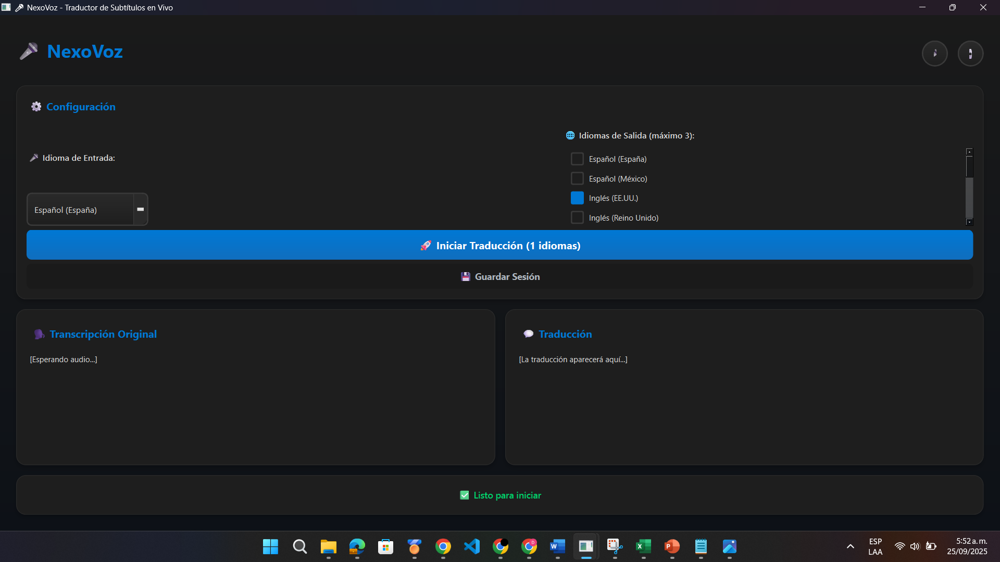 NexoVoz - Traductor de Subtítulos en Vivo
NexoVoz
Configuración
Idiomas de Salida (máximo 3):
Idioma de Entrada:
Español (España)
Español (México)
Inglés (EE.UU.)
Español (España)
Inglés (Reino Unido)
Iniciar Traducción (1 idiomas)
Guardar Sesión
Transcripción Original
[Esperando audio...]
Traducción
[La traducción aparecerá aquí...]
Listo para iniciar
ESP
LAA
5:52 a. m.
25/09/2025